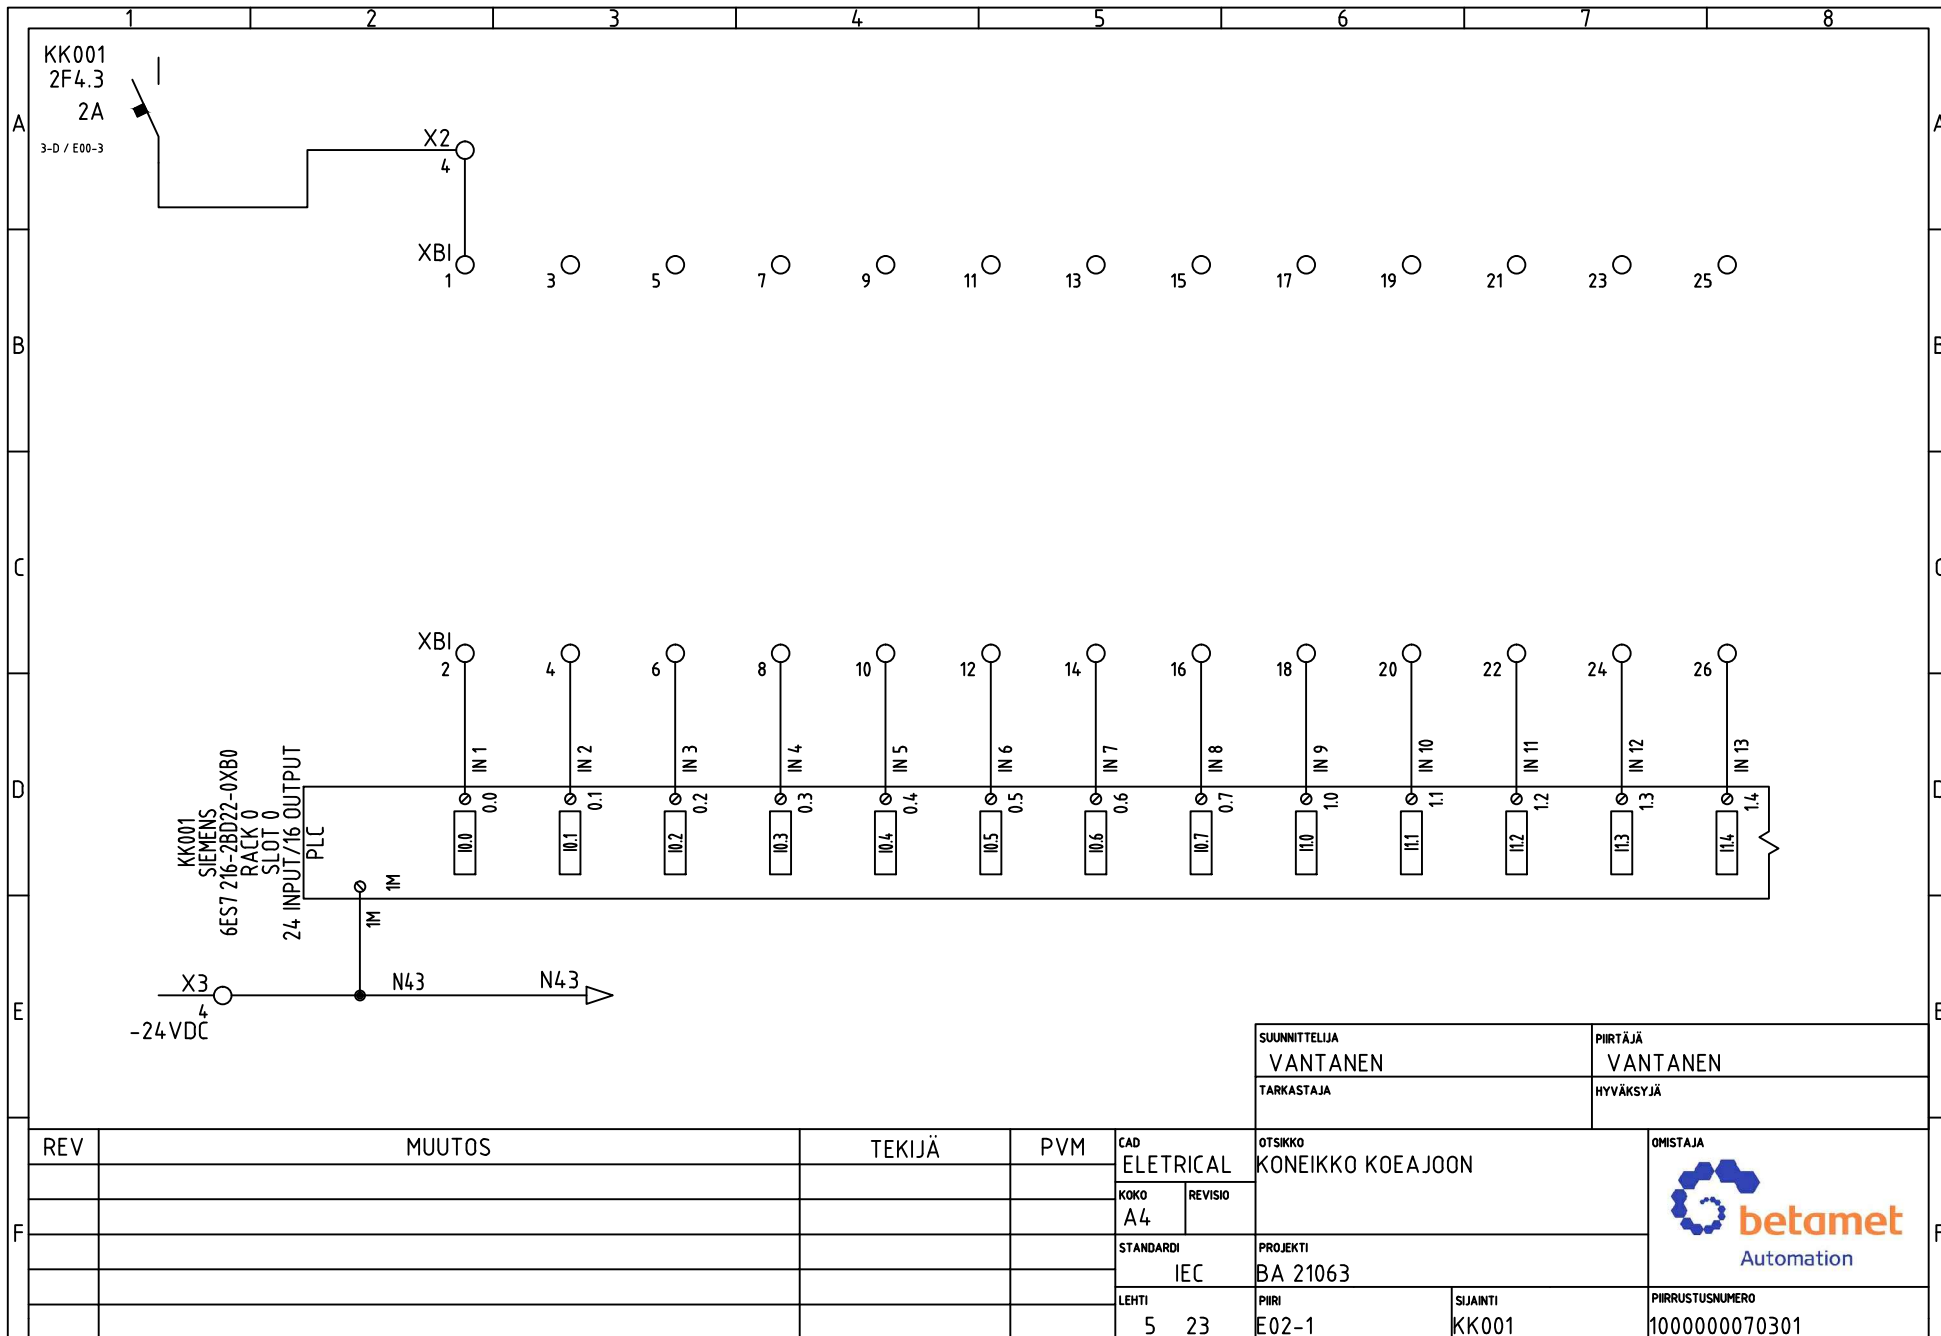 1 2 3 4 5 6 7 8
KK001
2F4.3
2A
3-D / E00-3
A A
X2
4
XBI
1 3 5 7 9 11 13 15 17 19 21 23 25
B B
C C
XBI
2 4 6 8 10 12 14 16 18 20 22 24 26
IN 1 IN 2 IN 3 IN 4 IN 5 IN 6 IN 7 IN 8 IN 9 IN 10 IN 11 IN 12 IN 13
D D
0.0 0.1 0.2 0.3 0.4 0.5 0.6 0.7 1.0 1.1 1.2 1.3 1.4
I0.0 I0.1 I0.2 I0.3 I0.4 I0.5 I0.6 I0.7 I1.0 I1.1 I1.2 I1.3 I1.4
KK001
SIEMENS
6ES7 216-2BD22-0XB0
RACK 0
SLOT 0
24 INPUT/16 OUTPUT
PLC
1M
1M
X3
4
-24VDC
N43 N43
E E
SUUNNITTELIJA
VANTANEN
PIIRTÄJÄ
VANTANEN
TARKASTAJA
HYVÄKSYJÄ
F F
REV MUUTOS TEKIJÄ PVM
CAD
ELETRICAL
OTSIKKO
KONEIKKO KOEAJOON
OMISTAJA
betamet
Automation
KOKO
A4
REVISIO
STANDARDI
IEC
PROJEKTI
BA 21063
LEHTI
5 23
PIIRI
E02-1
SIJAINTI
KK001
PIIRRUSTUSNUMERO
1000000070301